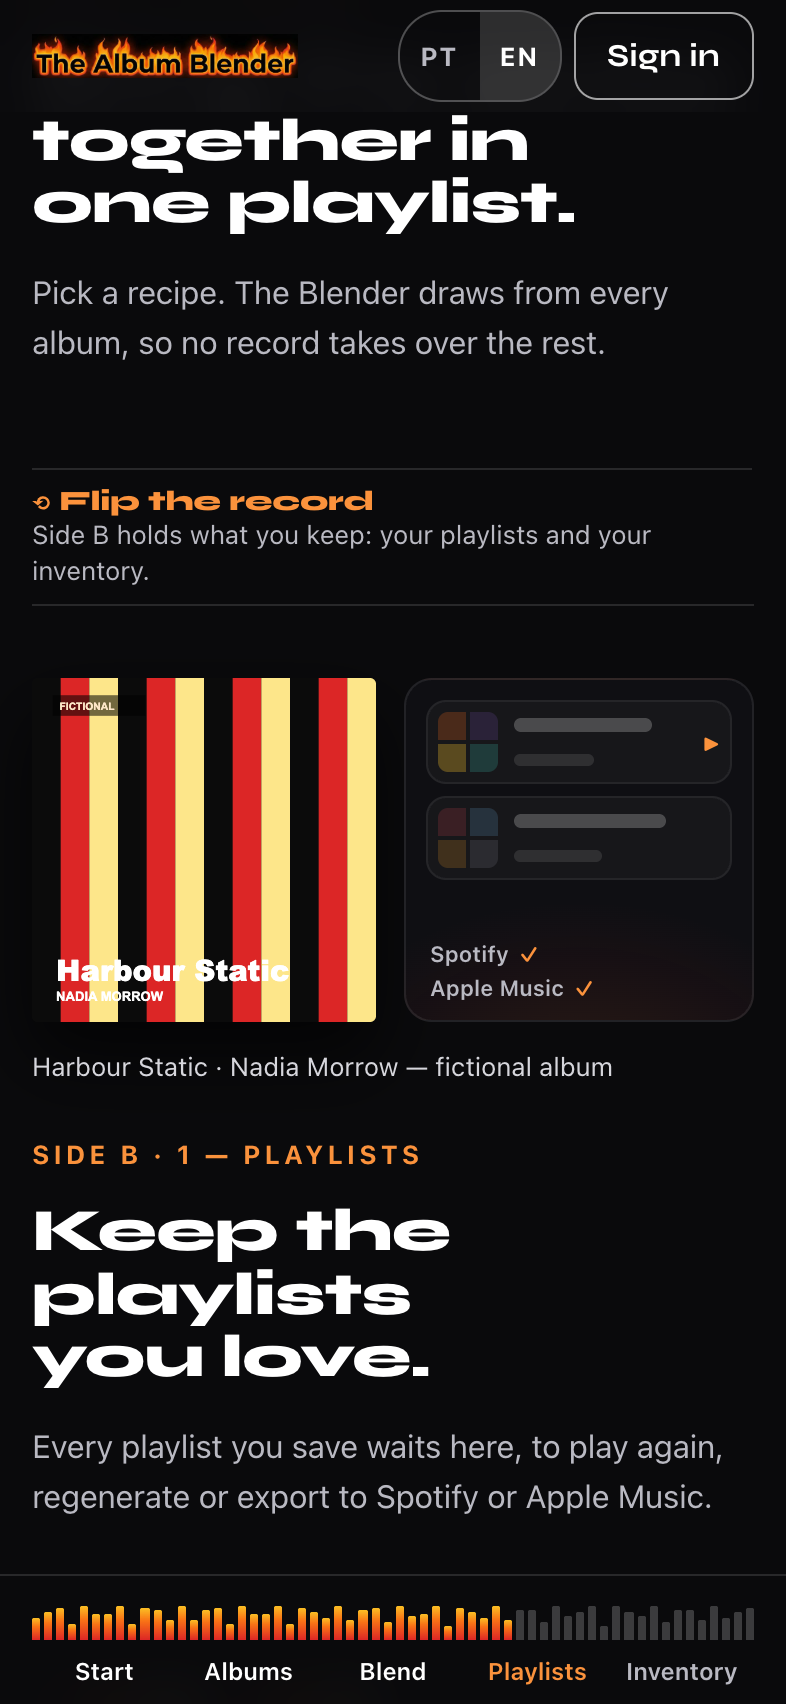 The Album Blender
PT
EN
Sign in
together in
one playlist.
Pick a recipe. The Blender draws from every
album, so no record takes over the rest.
⟲ Flip the record
Side B holds what you keep: your playlists and your
inventory.
FICTIONAL
Harbour Static
NADIA MORROW
Spotify ✓
Apple Music ✓
Harbour Static · Nadia Morrow — fictional album
SIDE B · 1 — PLAYLISTS
Keep the
playlists
you love.
Every playlist you save waits here, to play again,
regenerate or export to Spotify or Apple Music.
Start
Albums
Blend
Playlists
Inventory